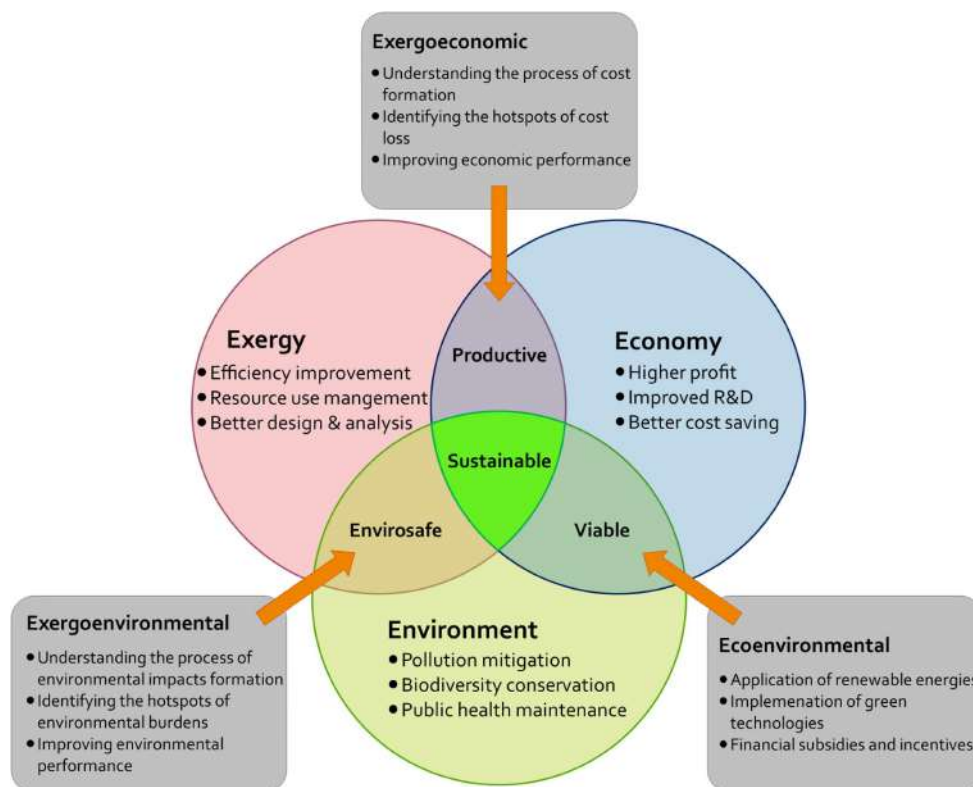 Exergoeconomic
• Understanding the process of cost
formation
• Identifying the hotspots of cost
loss
• Improving economic performance
Exergy
• Efficiency improvement
• Resource use mangement
• Better design & analysis
Productive
Economy
• Higher profit
• Improved R&D
• Better cost saving
Sustainable
Envirosafe
Viable
Exergoenvironmental
• Understanding the process of
environmental impacts formation
• Identifying the hotspots of
environmental burdens
• Improving environmental
performance
Environment
• Pollution mitigation
• Biodiversity conservation
• Public health maintenance
Ecoenvironmental
• Application of renewable energies
• Implemenation of green
technologies
• Financial subsidies and incentives